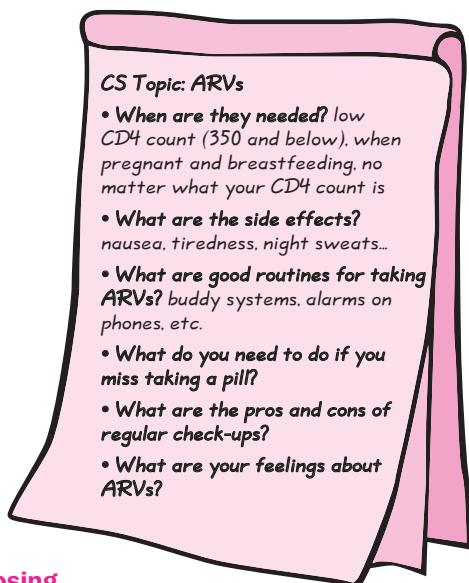 CS Topic: ARVs
• When are they needed? low
CD4 count (350 and below), when
pregnant and breastfeeding, no
matter what your CD4 count is
• What are the side effects?
nausea, tiredness, night sweats...
• What are good routines for taking
ARVs? buddy systems, alarms on
phones, etc.
• What do you need to do if you
miss taking a pill?
• What are the pros and cons of
regular check-ups?
• What are your feelings about
ARVs?